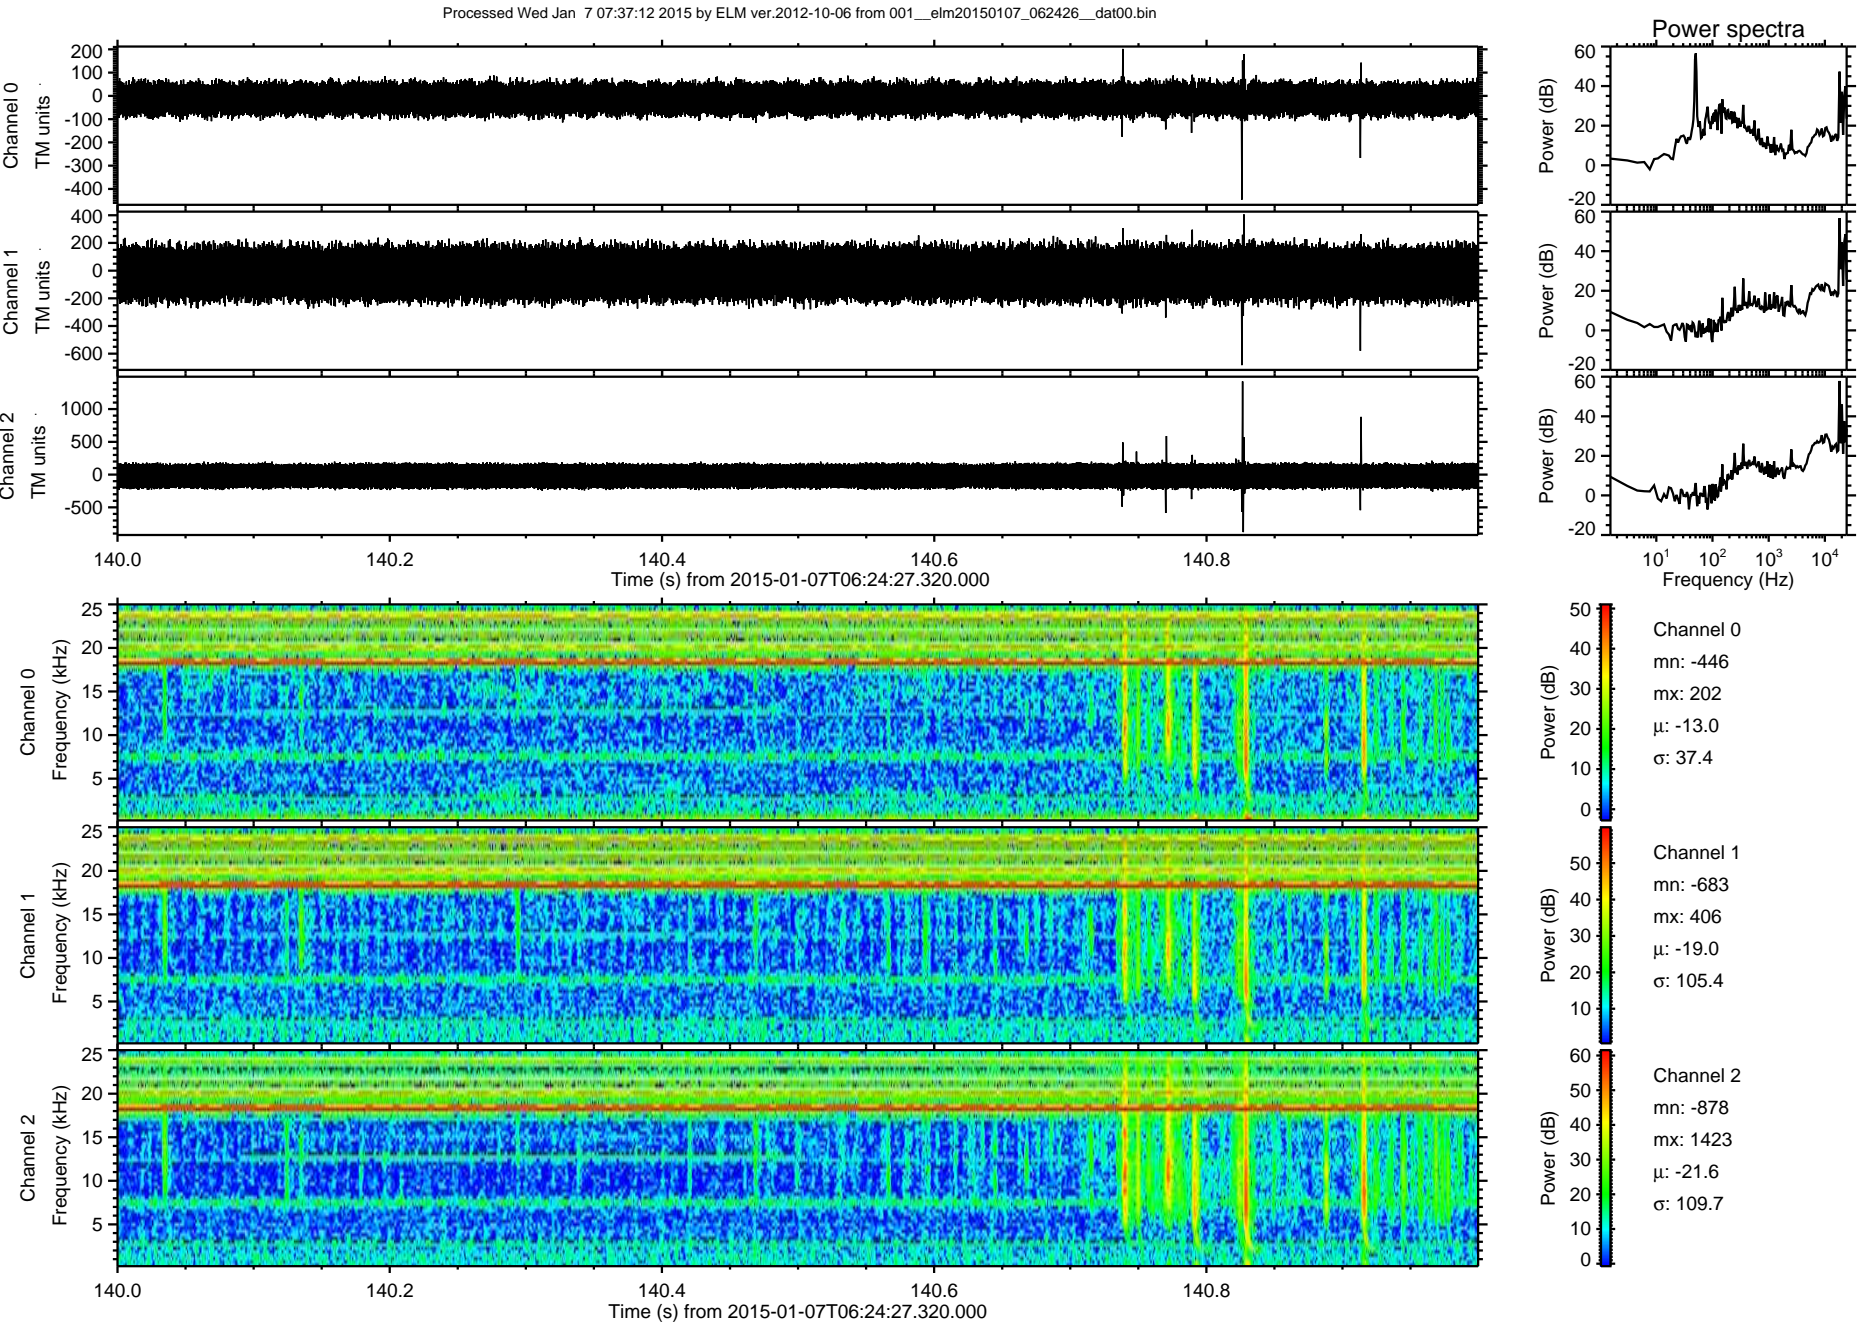 Processed Wed Jan 7 07:37:12 2015 by ELM ver.2012-10-06 from 001__elm20150107_062426__dat00.bin
Power spectra
Channel 0
TM units
200
100
0
-100
-200
-300
-400
Power (dB)
60
40
20
0
-20
Channel 1
TM units
400
200
0
-200
-400
-600
Power (dB)
60
40
20
0
-20
Channel 2
TM units
1000
500
0
-500
Power (dB)
60
40
20
0
-20
140.0 140.2 140.4 140.6 140.8
Time (s) from 2015-01-07T06:24:27.320.000
10^1 10^2 10^3 10^4
Frequency (Hz)
Channel 0
Frequency (kHz)
25
20
15
10
5
Power (dB)
50
40
30
20
10
0
Channel 0
mn: -446
mx: 202
μ: -13.0
σ: 37.4
Channel 1
Frequency (kHz)
25
20
15
10
5
Power (dB)
50
40
30
20
10
Channel 1
mn: -683
mx: 406
μ: -19.0
σ: 105.4
Channel 2
Frequency (kHz)
25
20
15
10
5
Power (dB)
60
50
40
30
20
10
0
Channel 2
mn: -878
mx: 1423
μ: -21.6
σ: 109.7
140.0 140.2 140.4 140.6 140.8
Time (s) from 2015-01-07T06:24:27.320.000